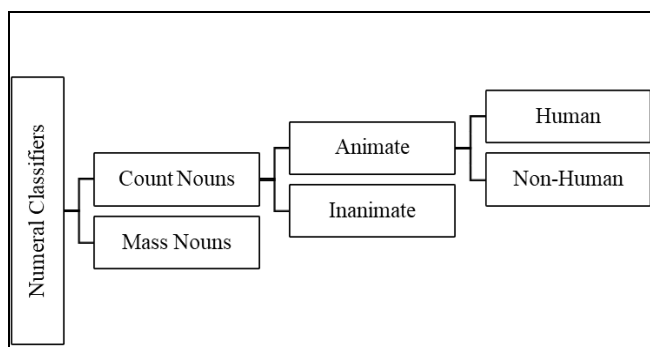 Numeral Classifiers
Count Nouns
Mass Nouns
Animate
Inanimate
Human
Non-Human